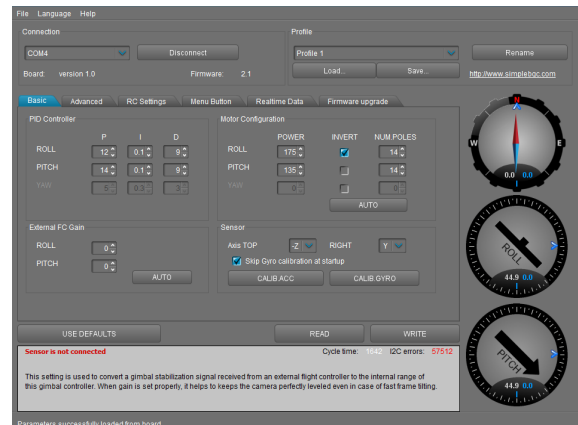 File Language Help
Connection
Profile
COM4 Disconnect
Profile 1 Rename
Board: version 1.0 Firmware: 2.1
Load... Save... http://www.simplebgc.com
Basic Advanced RC Settings Menu Button Realtime Data Firmware upgrade
PID Controller
Motor Configuration
P I D
POWER INVERT NUM.POLES
ROLL 12 0.1 9
ROLL 175 14
PITCH 14 0.1 9
PITCH 135 14
YAW 5 0.3 3
YAW 0 0
AUTO
N
W E
0.0 0.0
External FC Gain
Sensor
ROLL 0
PITCH 0
AUTO
Axis TOP -Z RIGHT Y
Skip Gyro calibration at startup
CALIB.ACC CALIB.GYRO
ROLL
44.9 0.0
USE DEFAULTS READ WRITE
Sensor is not connected Cycle time: 1642 I2C errors: 57512
This setting is used to convert a gimbal stabilization signal received from an external flight controller to the internal range of
this gimbal controller. When gain is set properly, it helps to keeps the camera perfectly leveled even in case of fast frame tilting.
PITCH
44.9 0.0
Parameters successfully loaded from board